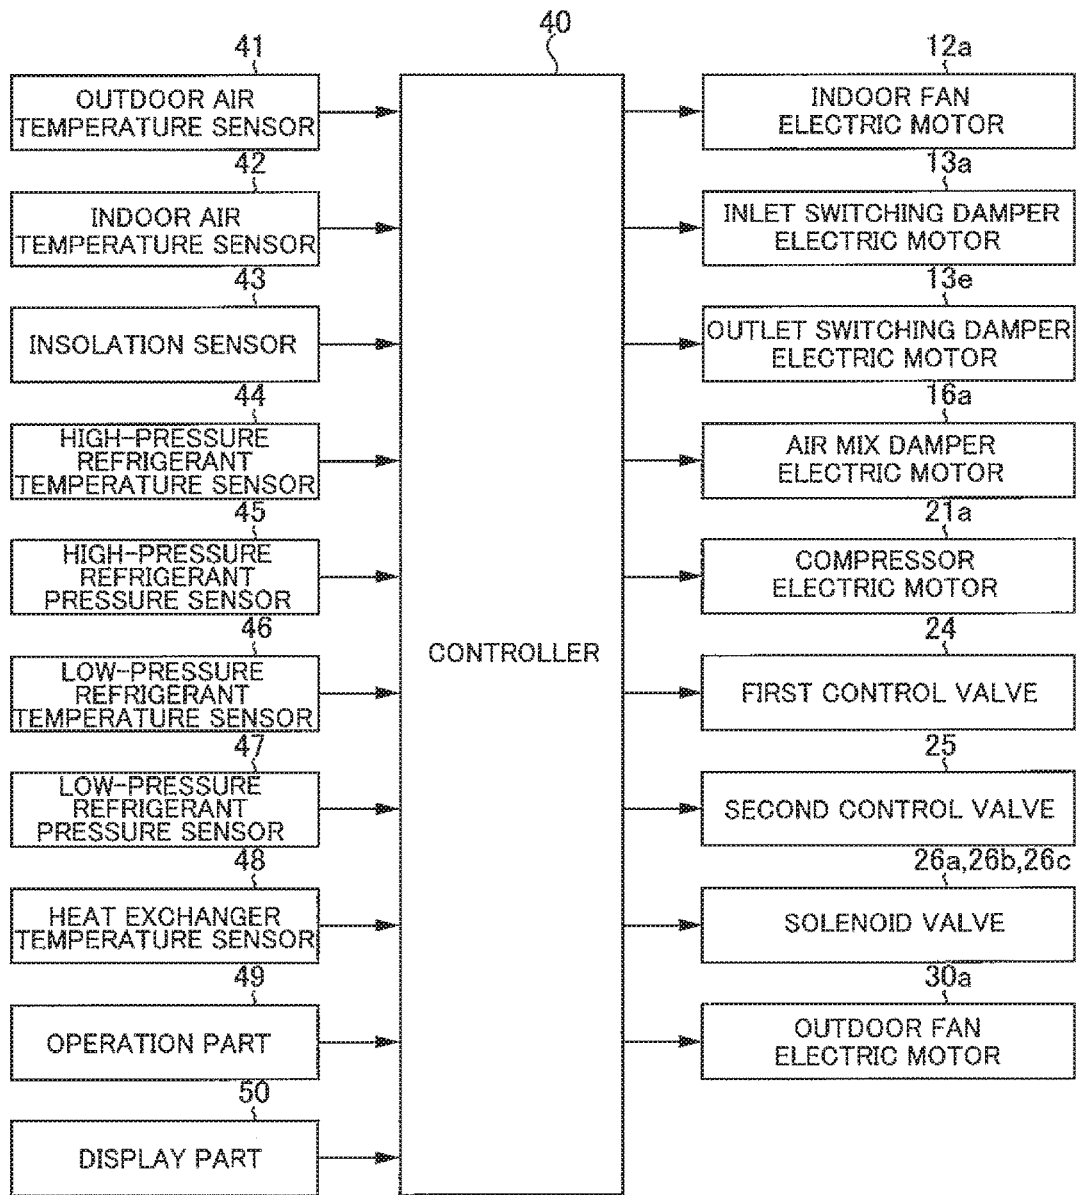 40
41
OUTDOOR AIR
TEMPERATURE SENSOR
42
INDOOR AIR
TEMPERATURE SENSOR
43
INSOLATION SENSOR
44
HIGH-PRESSURE
REFRIGERANT
TEMPERATURE SENSOR
45
HIGH-PRESSURE
REFRIGERANT
PRESSURE SENSOR
46
LOW-PRESSURE
REFRIGERANT
TEMPERATURE SENSOR
47
LOW-PRESSURE
REFRIGERANT
PRESSURE SENSOR
48
HEAT EXCHANGER
TEMPERATURE SENSOR
49
OPERATION PART
50
DISPLAY PART
CONTROLLER
12a
INDOOR FAN
ELECTRIC MOTOR
13a
INLET SWITCHING DAMPER
ELECTRIC MOTOR
13e
OUTLET SWITCHING DAMPER
ELECTRIC MOTOR
16a
AIR MIX DAMPER
ELECTRIC MOTOR
21a
COMPRESSOR
ELECTRIC MOTOR
24
FIRST CONTROL VALVE
25
SECOND CONTROL VALVE
26a,26b,26c
SOLENOID VALVE
30a
OUTDOOR FAN
ELECTRIC MOTOR